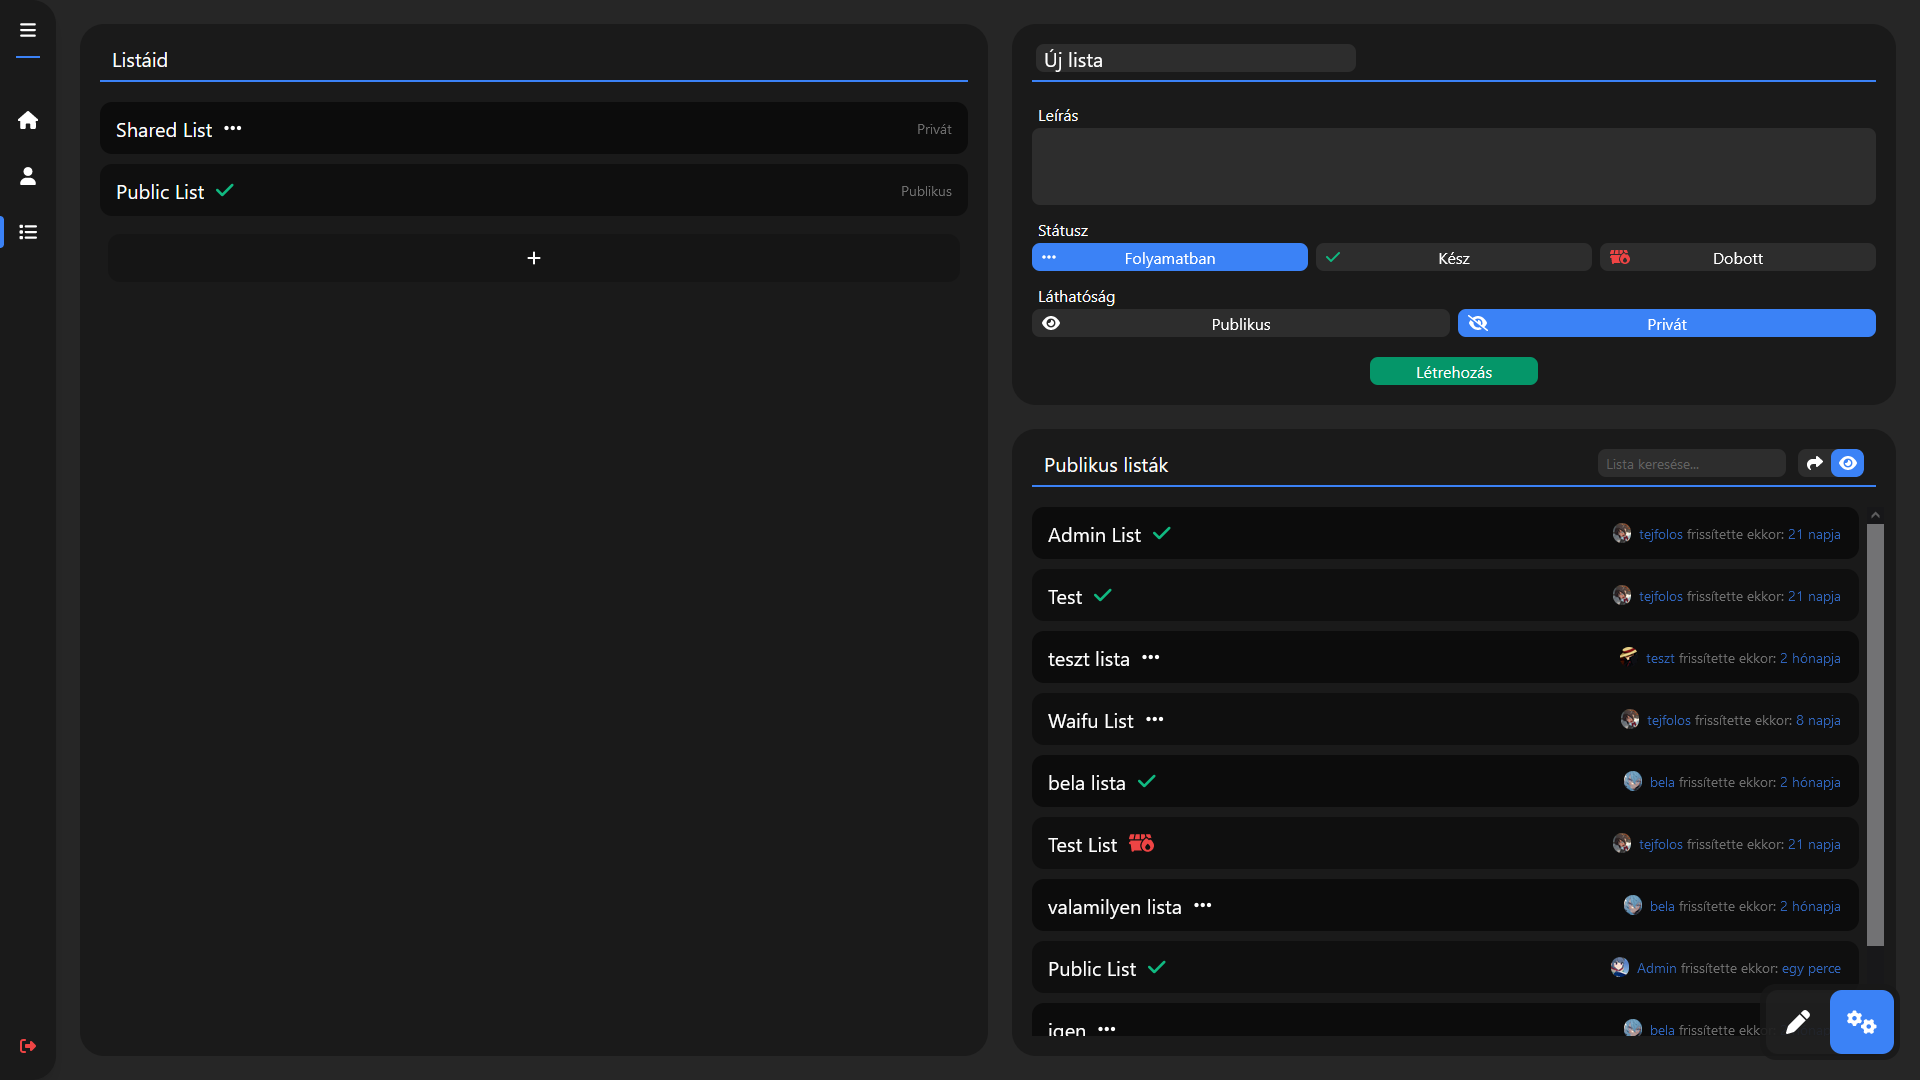 Listáid
Shared List
Privát
Public List
Publikus
Új lista
Leírás
Státusz
Folyamatban
Kész
Dobott
Láthatóság
Publikus
Privát
Létrehozás
Publikus listák
Lista keresése...
Admin List
tejfolos frissítette ekkor: 21 napja
Test
tejfolos frissítette ekkor: 21 napja
teszt lista
teszt frissítette ekkor: 2 hónapja
Waifu List
tejfolos frissítette ekkor: 8 napja
bela lista
bela frissítette ekkor: 2 hónapja
Test List
tejfolos frissítette ekkor: 21 napja
valamilyen lista
bela frissítette ekkor: 2 hónapja
Public List
Admin frissítette ekkor: egy perce
igen
bela frissítette